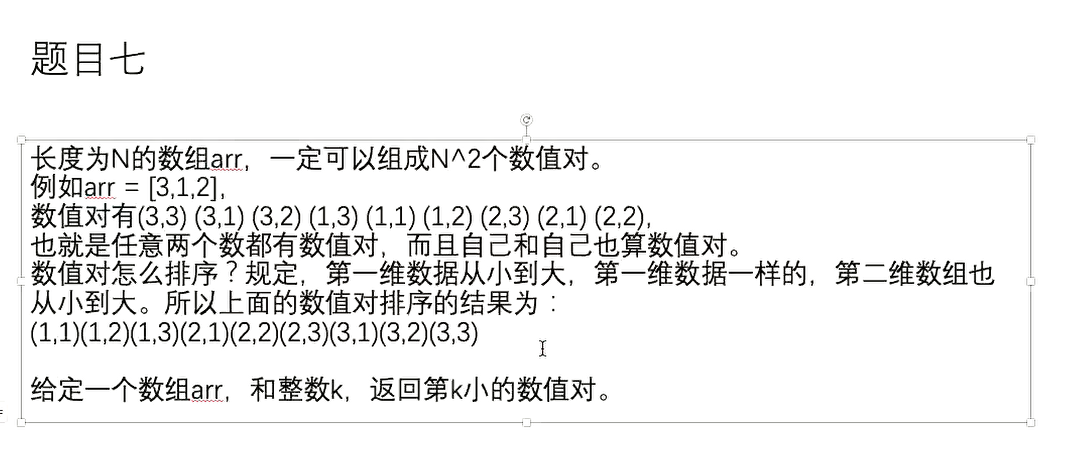 题目七
长度为N的数组arr，一定可以组成N^2个数值对。
例如arr = [3,1,2],
数值对有(3,3) (3,1) (3,2) (1,3) (1,1) (1,2) (2,3) (2,1) (2,2),
也就是任意两个数都有数值对，而且自己和自己也算数值对。
数值对怎么排序？规定，第一维数据从小到大，第一维数据一样的，第二维数组也
从小到大。所以上面的数值对排序的结果为：
(1,1)(1,2)(1,3)(2,1)(2,2)(2,3)(3,1)(3,2)(3,3)
给定一个数组arr，和整数k，返回第k小的数值对。